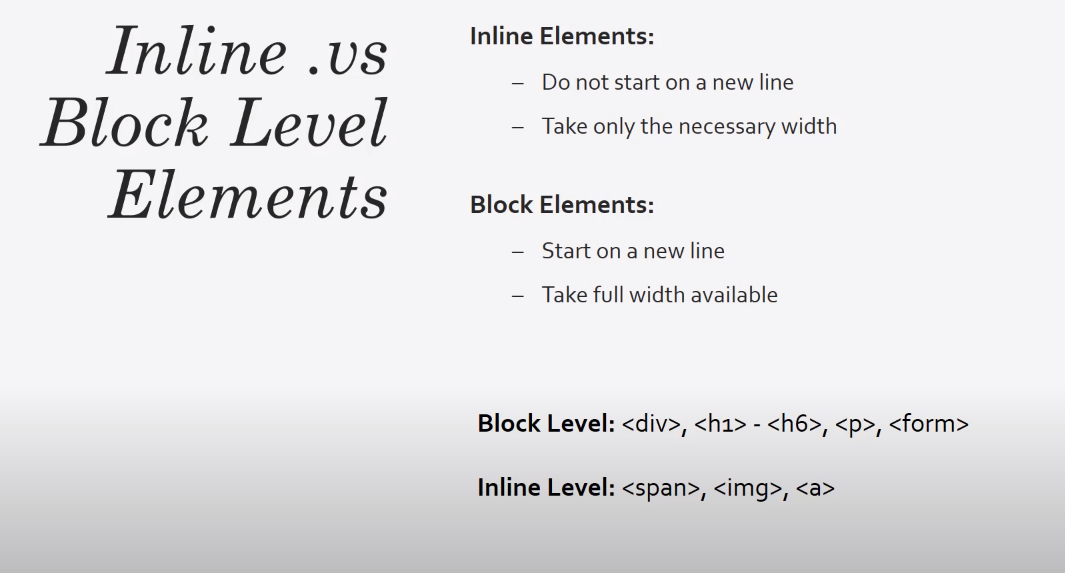 Inline .vs
Block Level
Elements
Inline Elements:
– Do not start on a new line
– Take only the necessary width
Block Elements:
– Start on a new line
– Take full width available
Block Level: <div>, <h1> - <h6>, <p>, <form>
Inline Level: <span>, <img>, <a>